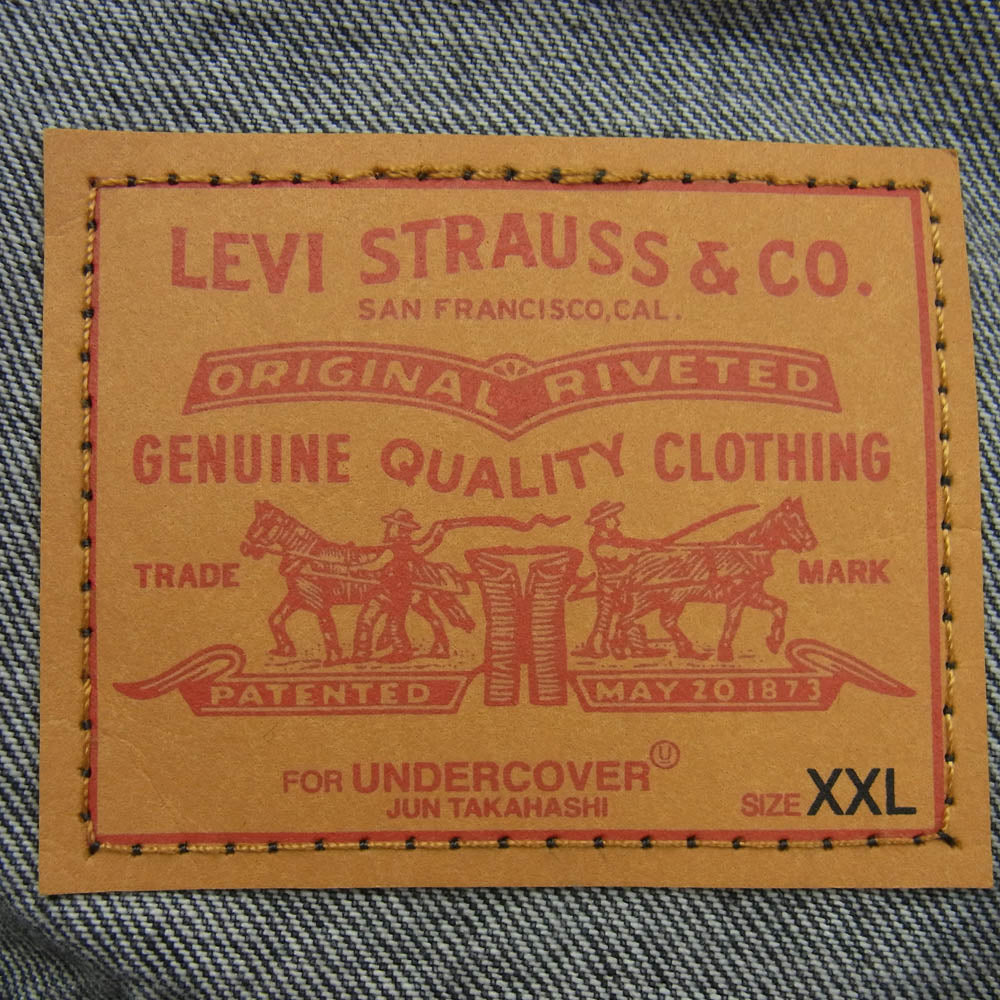 LEVI STRAUSS & CO.
SAN FRANCISCO, CAL.
ORIGINAL RIVETED
GENUINE QUALITY CLOTHING
TRADE MARK
PATENTED MAY 20 1873
FOR UNDERCOVER Ⓤ
JUN TAKAHASHI
SIZE XXL